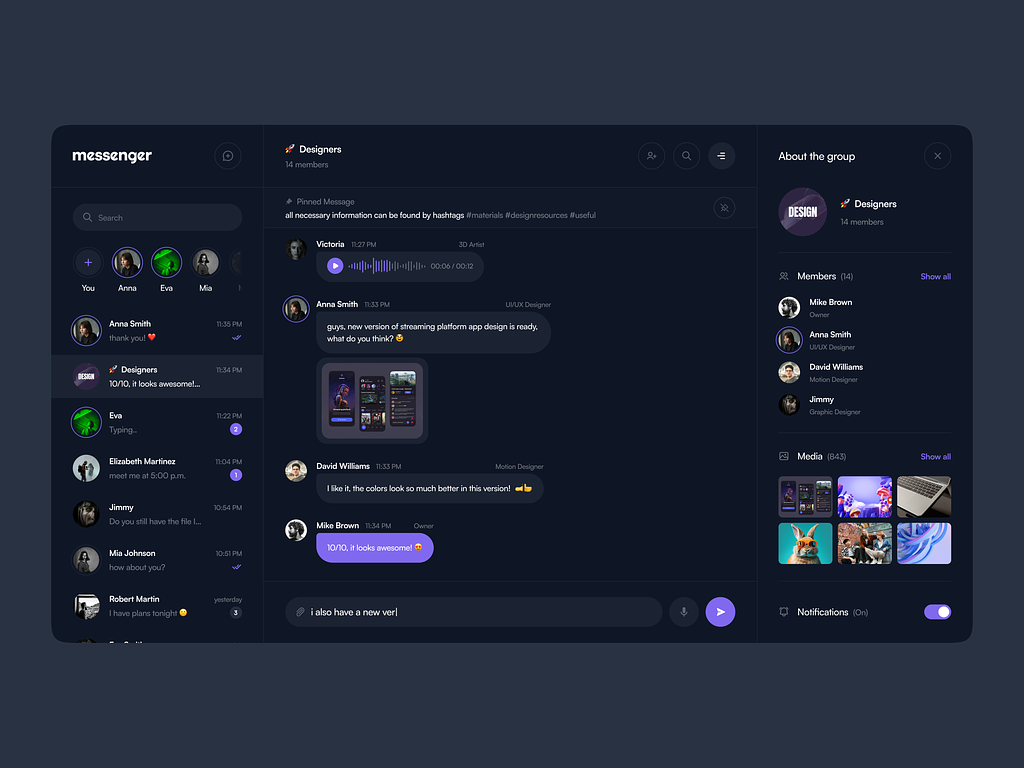 messenger
Search
You
Anna
Eva
Mia
Anna Smith 11:35 PM
thank you! ❤️
DESIGN
🚀 Designers 11:34 PM
10/10, it looks awesome!...
Eva 11:22 PM
Typing.. 2
Elizabeth Martinez 11:04 PM
meet me at 5:00 p.m. 1
Jimmy 10:54 PM
Do you still have the file I...
Mia Johnson 10:51 PM
how about you?
Robert Martin yesterday
I have plans tonight 😊 3
🚀 Designers
14 members
Pinned Message
all necessary information can be found by hashtags #materials #designresources #useful
Victoria 11:27 PM 3D Artist
00:06 / 00:12
Anna Smith 11:33 PM UI/UX Designer
guys, new version of streaming platform app design is ready,
what do you think? 😻
David Williams 11:33 PM Motion Designer
I like it, the colors look so much better in this version! 🤜👍
Mike Brown 11:34 PM Owner
10/10, it looks awesome! 😍
i also have a new ver
About the group
DESIGN
🚀 Designers
14 members
Members (14) Show all
Mike Brown
Owner
Anna Smith
UI/UX Designer
David Williams
Motion Designer
Jimmy
Graphic Designer
Media (843) Show all
Notifications (On)